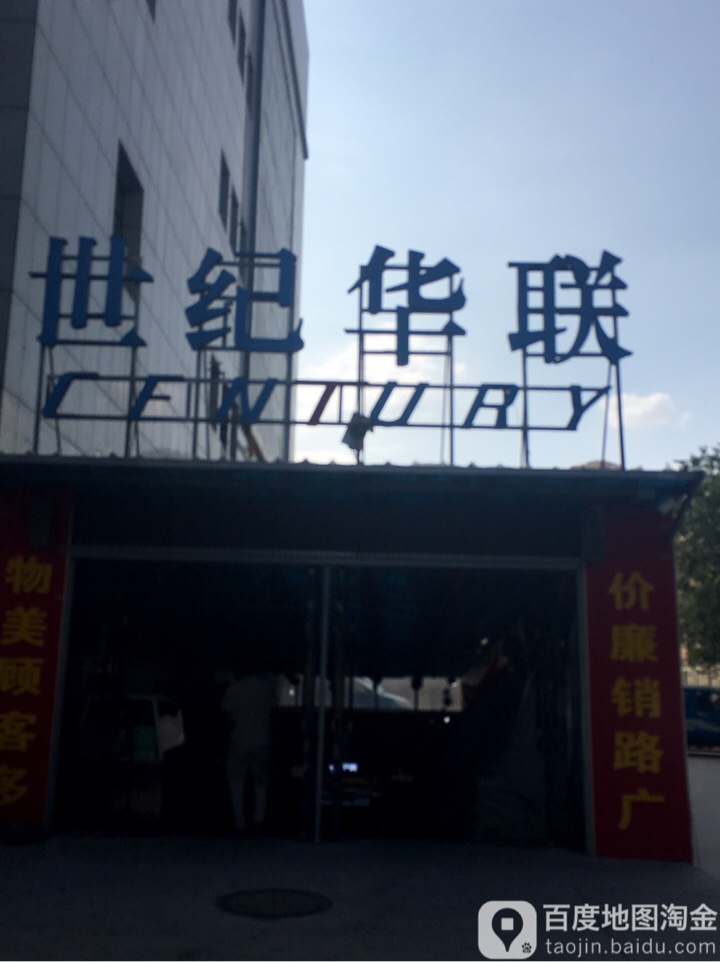 世纪华联
CENTURY
物美顾客多
价廉销路广
百度地图淘金
taojin.baidu.com